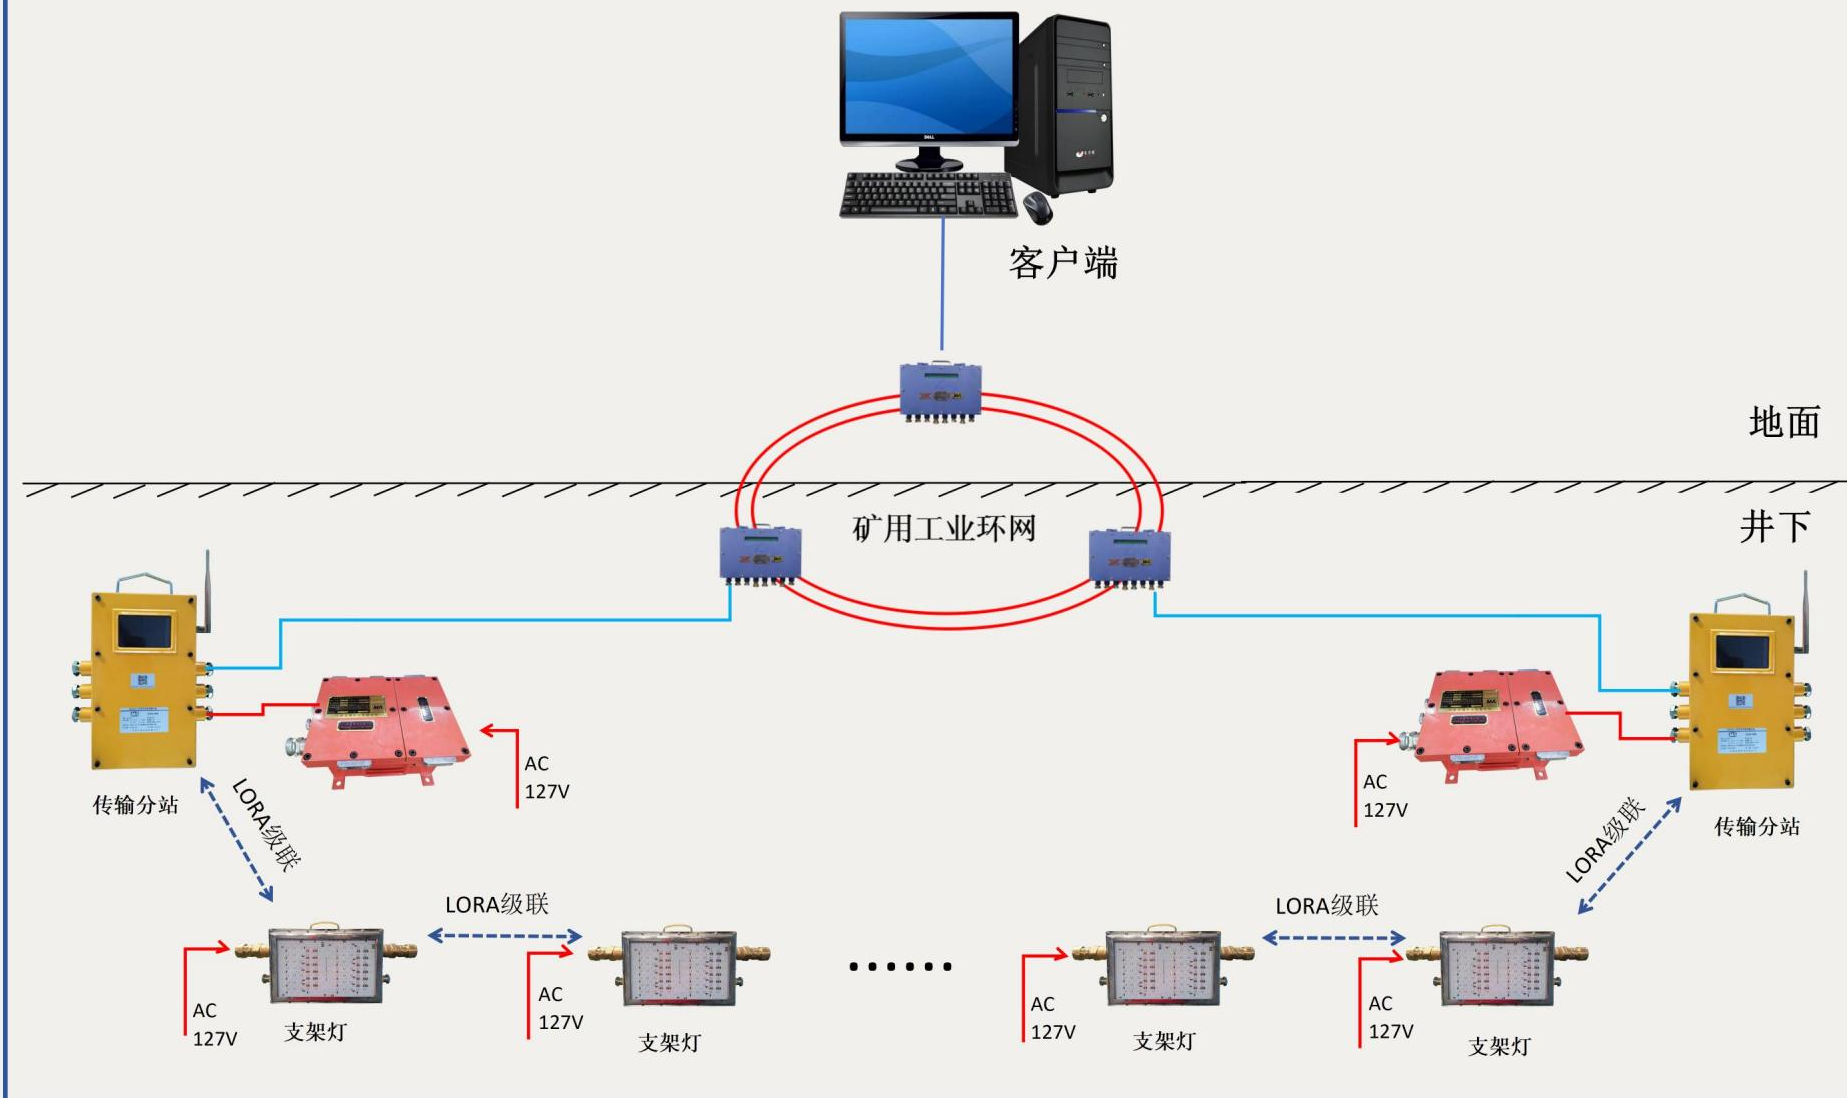 DELL
客户端
地面
矿用工业环网
井下
AC
127V
AC
127V
传输分站
LORA级联
传输分站
LORA级联
LORA级联
LORA级联
AC
127V
支架灯
AC
127V
支架灯
......
AC
127V
支架灯
AC
127V
支架灯